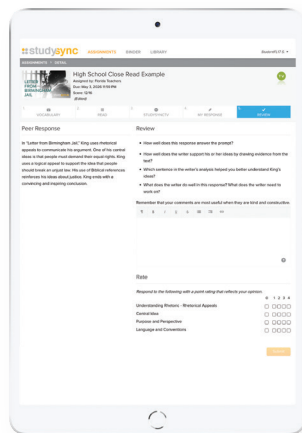 studysync
ASSIGNMENTS BINDER LIBRARY
ASSIGNMENTS
High School Close Read Example
Assigned by: Florida Teachers
Due: May 3, 2026 11:59 PM
LETTER
FROM
BIRMINGHAM
JAIL
VOCABULARY
READ
STUDYSYNCTV
MY RESPONSE
REVIEW
Peer Response
In "Letter from Birmingham Jail," King uses rhetorical
appeals to communicate his argument. One of his central
ideas is that people must demand their equal rights. King
uses a logical appeal to support the idea that people
should break an unjust law. His use of Biblical references
reinforces his ideas about justice. King ends with a
convincing and inspiring conclusion.
Review
• How well does this response answer the prompt?
• How well does the writer support his or her ideas by drawing evidence from the
text?
• Which sentence in the writer's analysis helped you better understand King's
ideas?
• What does the writer do well in this response? What does the writer need to
work on?
Remember that your comments are most useful when they are kind and constructive.
Rate
Respond to the following with a point rating that reflects your opinion.
0 1 2 3 4
Understanding Rhetoric - Rhetorical Appeals
Central Idea
Purpose and Perspective
Language and Conventions